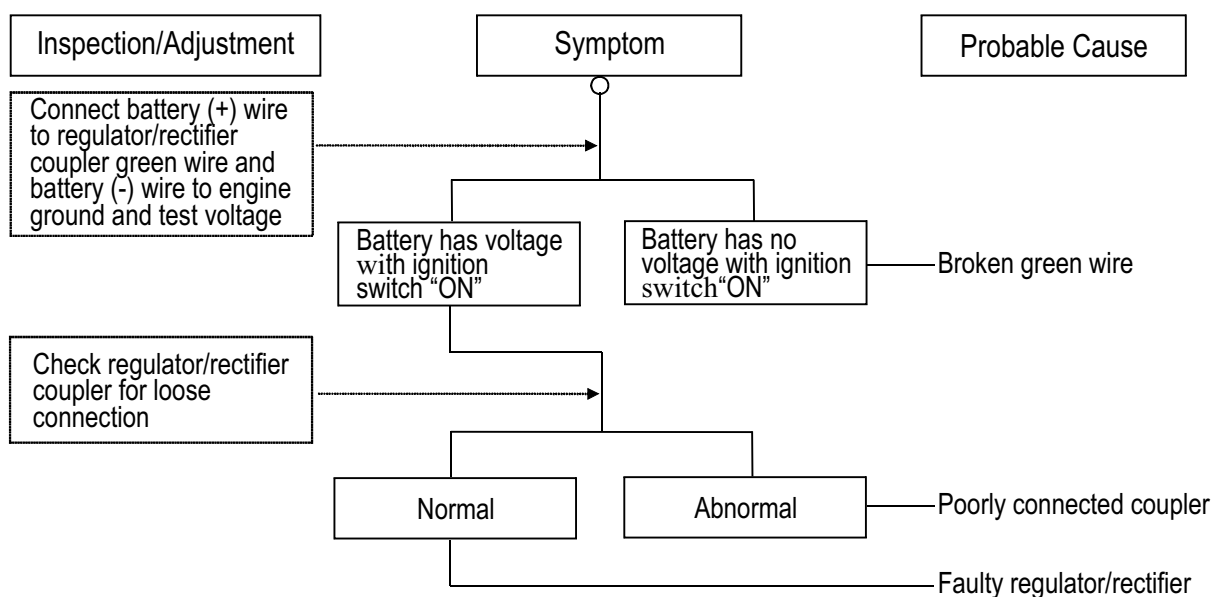 Inspection/Adjustment
Symptom
Probable Cause
Connect battery (+) wire
to regulator/rectifier
coupler green wire and
battery (-) wire to engine
ground and test voltage
Battery has voltage
with ignition
switch “ON”
Battery has no
voltage with ignition
switch“ON”
Broken green wire
Check regulator/rectifier
coupler for loose
connection
Normal
Abnormal
Poorly connected coupler
Faulty regulator/rectifier